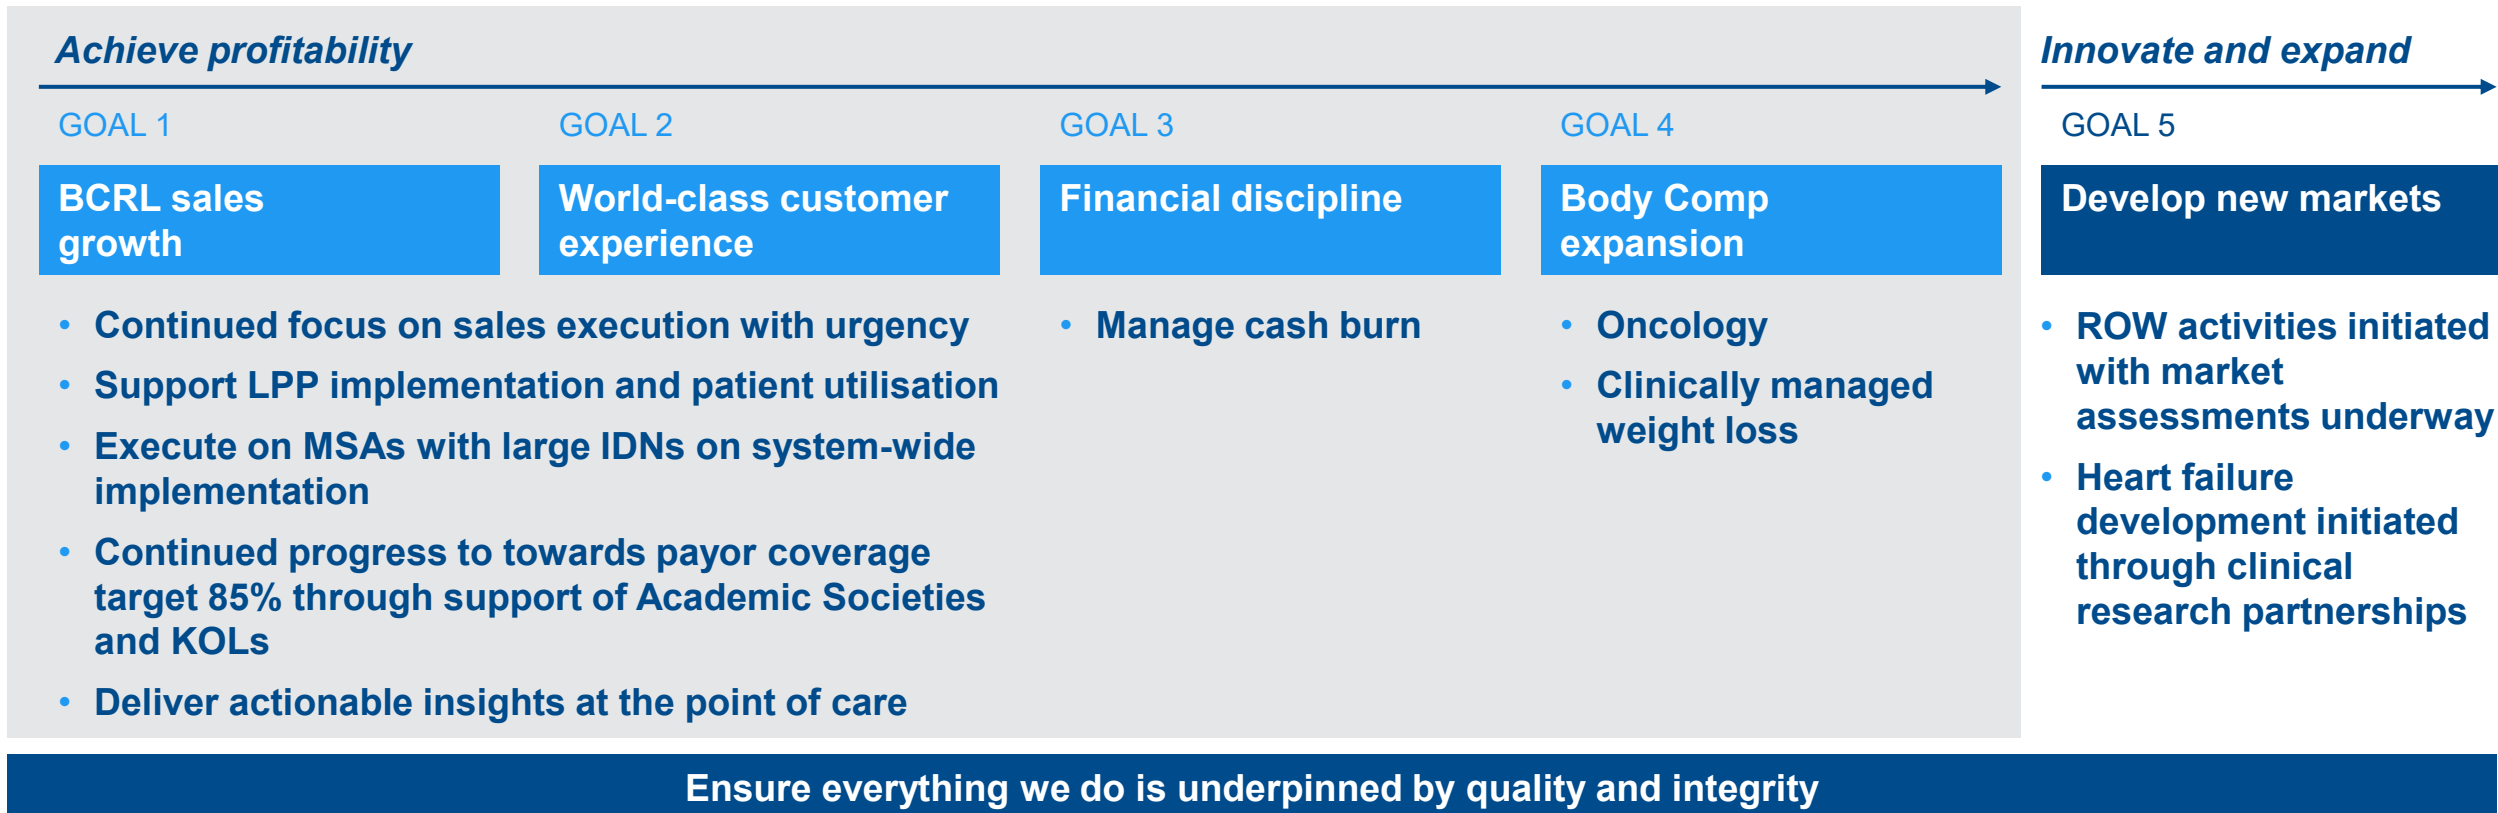 Achieve profitability
Innovate and expand
GOAL 1
GOAL 2
GOAL 3
GOAL 4
GOAL 5
BCRL sales
growth
World-class customer
experience
Financial discipline
Body Comp
expansion
Develop new markets
• Continued focus on sales execution with urgency
• Support LPP implementation and patient utilisation
• Execute on MSAs with large IDNs on system-wide
implementation
• Continued progress to towards payor coverage
target 85% through support of Academic Societies
and KOLs
• Deliver actionable insights at the point of care
• Manage cash burn
• Oncology
• Clinically managed
weight loss
• ROW activities initiated
with market
assessments underway
• Heart failure
development initiated
through clinical
research partnerships
Ensure everything we do is underpinned by quality and integrity